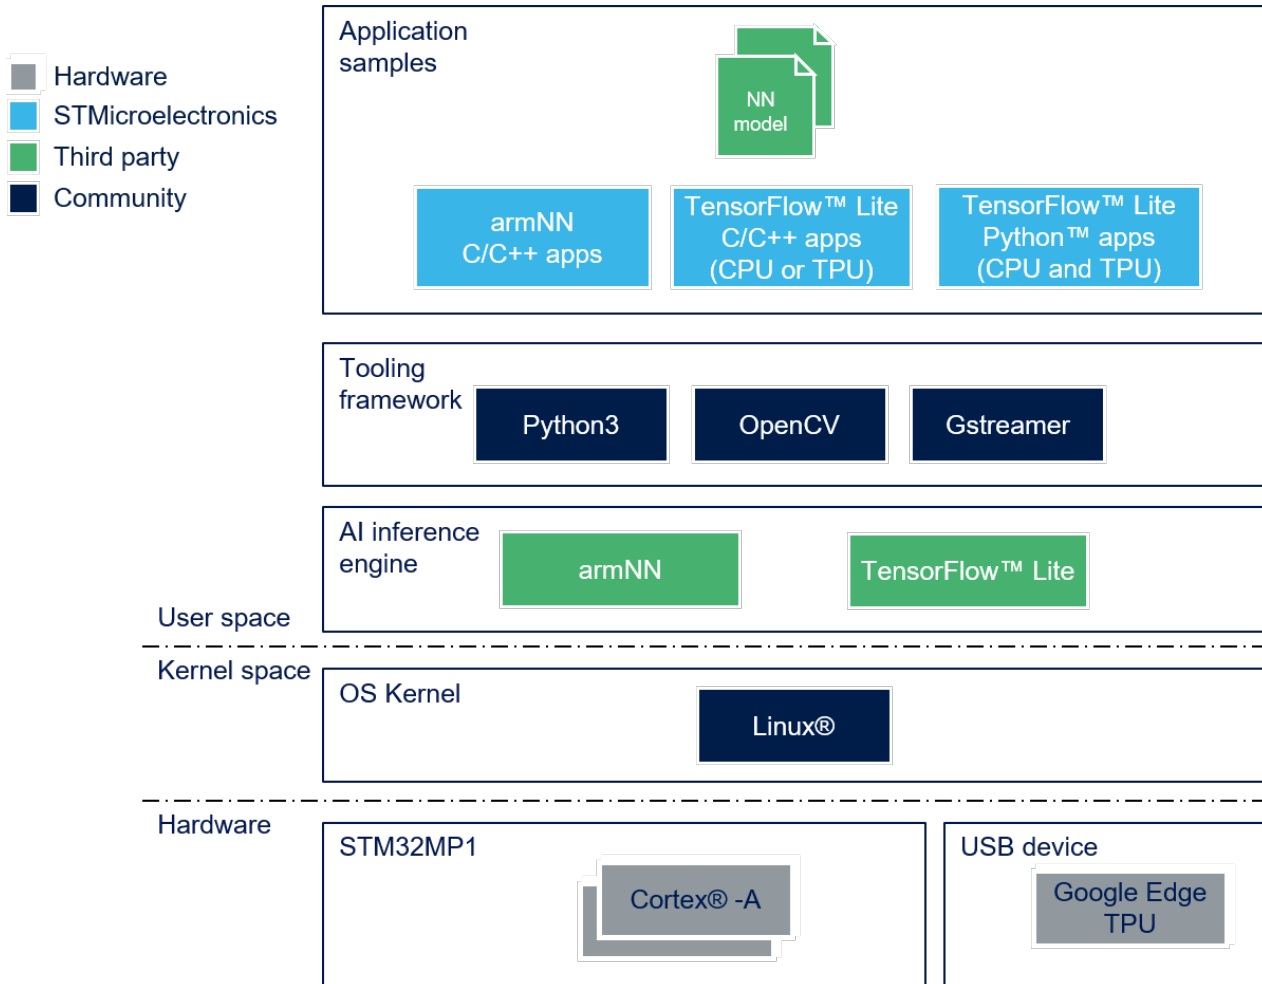 Hardware
STMicroelectronics
Third party
Community
Application
samples
NN
model
armNN
C/C++ apps
TensorFlow™ Lite
C/C++ apps
(CPU or TPU)
TensorFlow™ Lite
Python™ apps
(CPU and TPU)
Tooling
framework
Python3
OpenCV
Gstreamer
AI inference
engine
armNN
TensorFlow™ Lite
User space
Kernel space
OS Kernel
Linux®
Hardware
STM32MP1
Cortex® -A
USB device
Google Edge
TPU